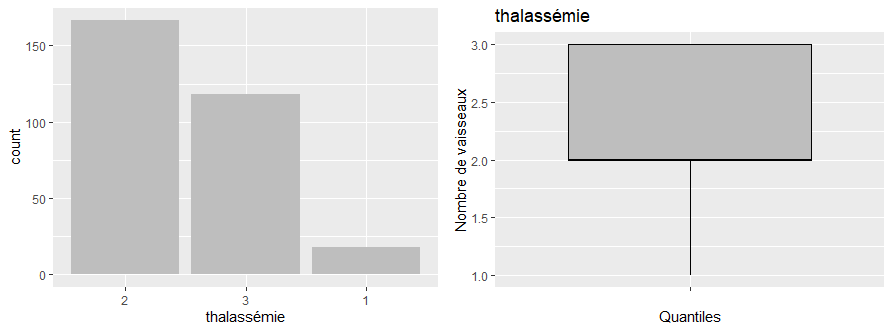 count
150
100
50
0
2 3 1
thalassémie
thalassémie
Nombre de vaisseaux
3.0
2.5
2.0
1.5
1.0
Quantiles